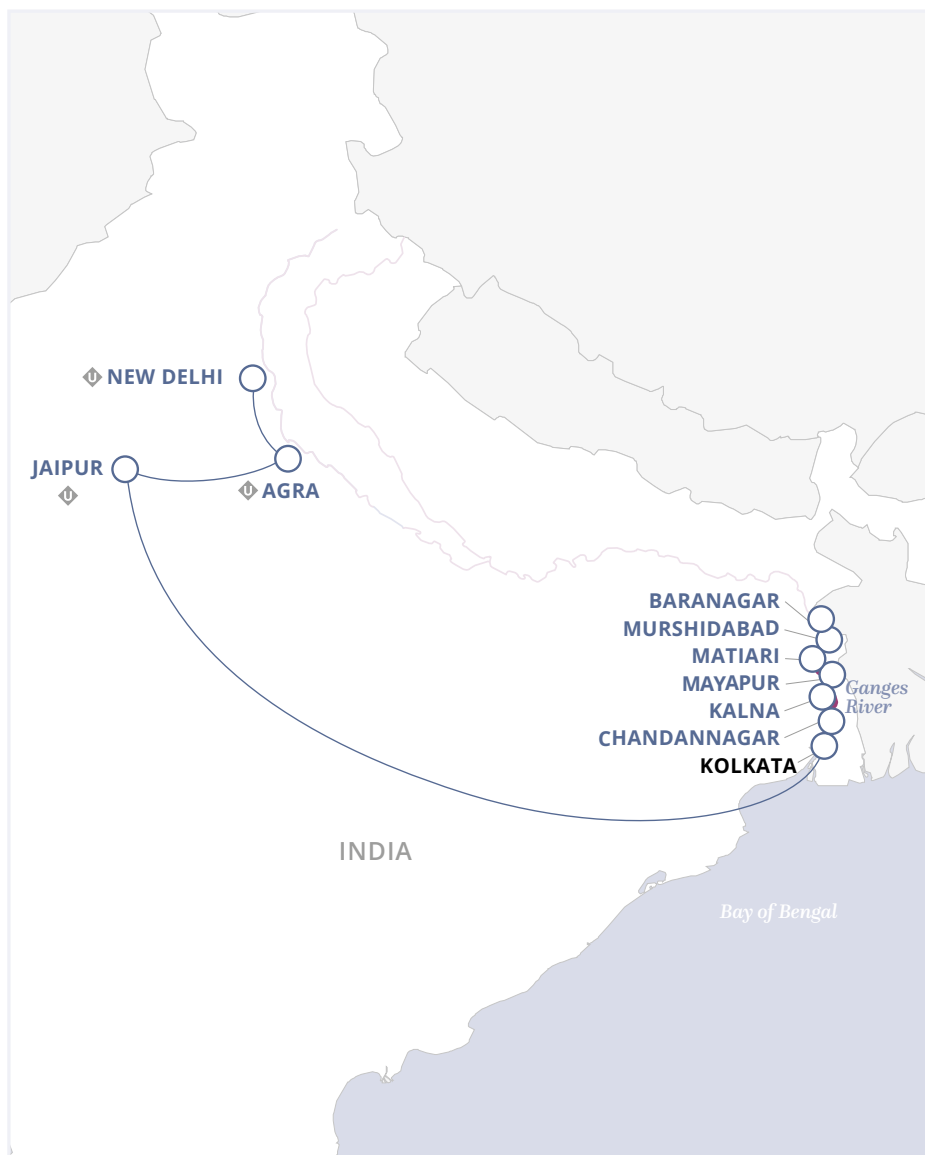 NEW DELHI
JAIPUR
AGRA
BARANAGAR
MURSHIDABAD
MATIARI
MAYAPUR
KALNA
CHANDANNAGAR
KOLKATA
Ganges
River
INDIA
Bay of Bengal